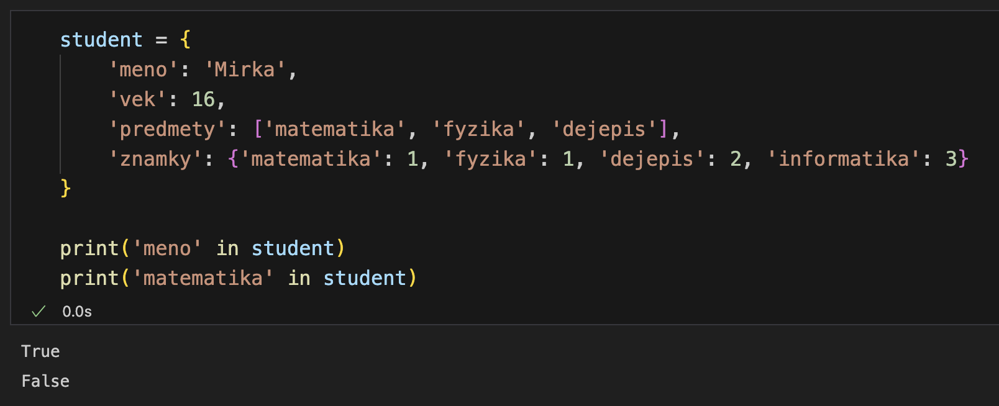 student = {
    'meno': 'Mirka',
    'vek': 16,
    'predmety': ['matematika', 'fyzika', 'dejepis'],
    'znamky': {'matematika': 1, 'fyzika': 1, 'dejepis': 2, 'informatika': 3}
}
print('meno' in student)
print('matematika' in student)
✓ 0.0s
True
False